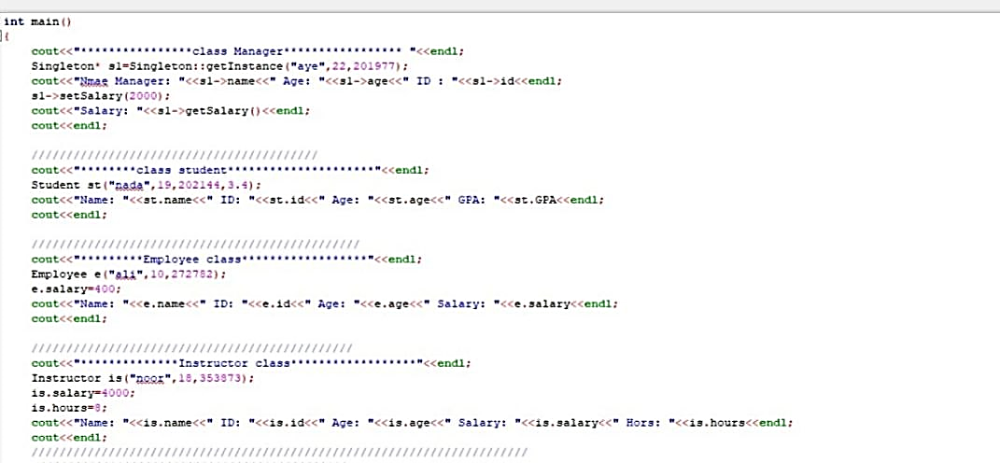 int main()
{
cout<<"****************class Manager***************** "<<endl;
Singleton* s1=Singleton::getInstance("aye",22,201977);
cout<<"Nmae Manager: "<<s1->name<<" Age: "<<s1->age<<" ID : "<<s1->id<<endl;
s1->setSalary(2000);
cout<<"Salary: "<<s1->getSalary()<<endl;
cout<<endl;
/////////////////////////////////////////
cout<<"********class student*********************"<<endl;
Student st("nada",19,202144,3.4);
cout<<"Name: "<<st.name<<" ID: "<<st.id<<" Age: "<<st.age<<" GPA: "<<st.GPA<<endl;
cout<<endl;
///////////////////////////////////////////////
cout<<"*********Employee class******************"<<endl;
Employee e("ali",10,272782);
e.salary=400;
cout<<"Name: "<<e.name<<" ID: "<<e.id<<" Age: "<<e.age<<" Salary: "<<e.salary<<endl;
cout<<endl;
//////////////////////////////////////////////
cout<<"**************Instructor class******************"<<endl;
Instructor is("noor",18,353873);
is.salary=4000;
is.hours=8;
cout<<"Name: "<<is.name<<" ID: "<<is.id<<" Age: "<<is.age<<" Salary: "<<is.salary<<" Hors: "<<is.hours<<endl;
cout<<endl;
///////////////////////////////////////////////////////////////////////